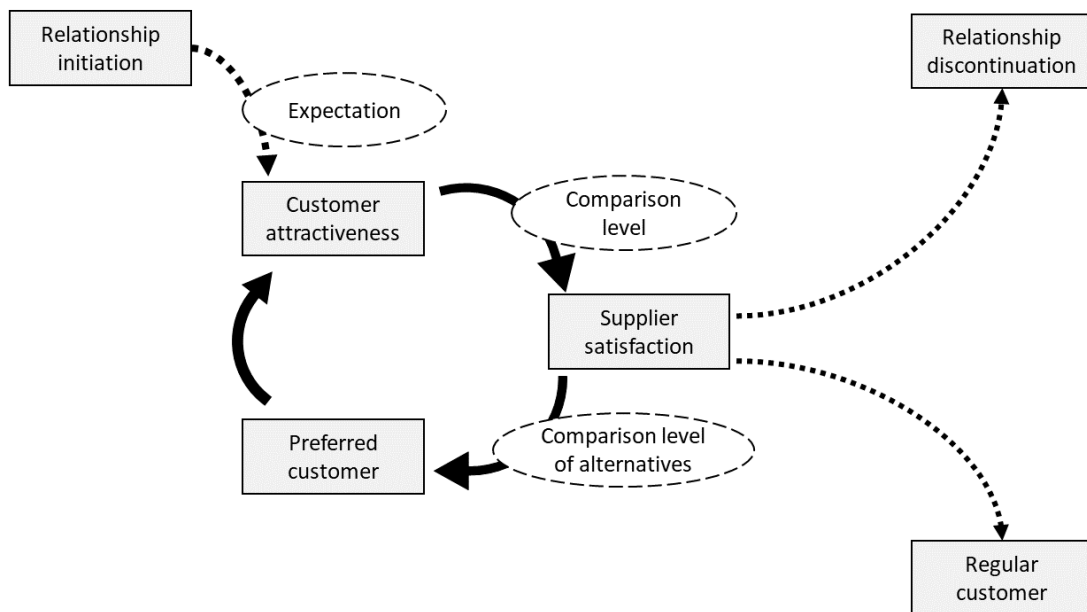 Relationship
initiation
Relationship
discontinuation
Expectation
Customer
attractiveness
Comparison
level
Supplier
satisfaction
Preferred
customer
Comparison level
of alternatives
Regular
customer